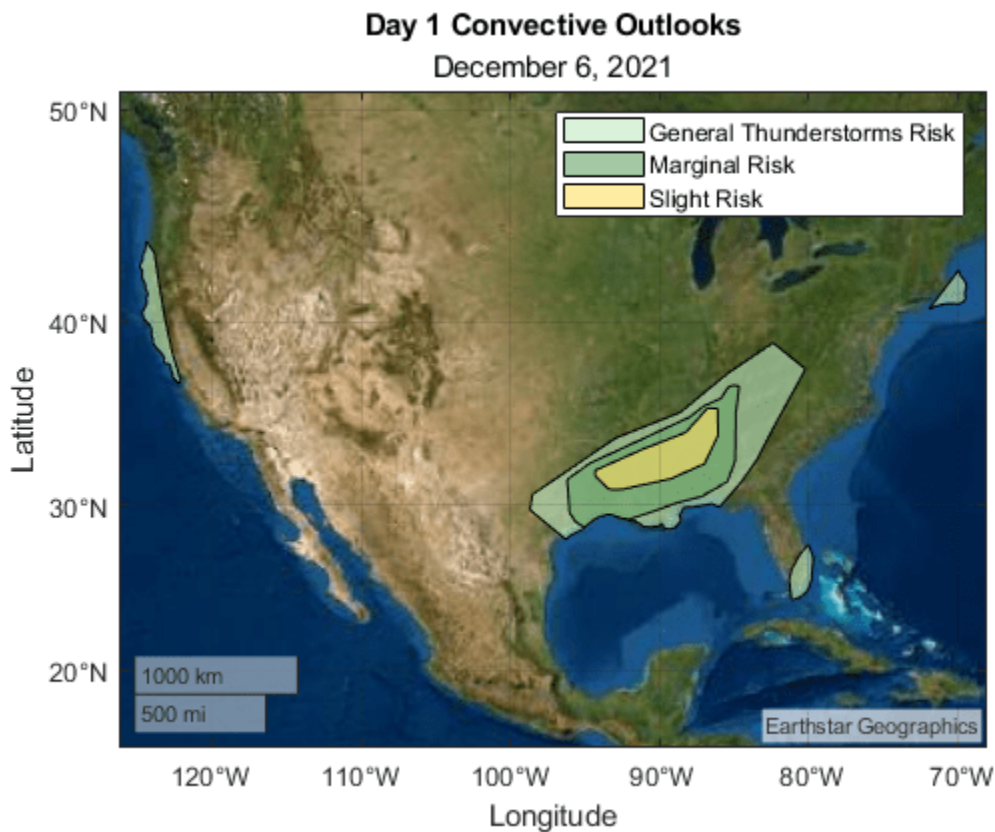 Day 1 Convective Outlooks
December 6, 2021
General Thunderstorms Risk
Marginal Risk
Slight Risk
50°N
40°N
30°N
20°N
Latitude
1000 km
500 mi
Earthstar Geographics
120°W 110°W 100°W 90°W 80°W 70°W
Longitude